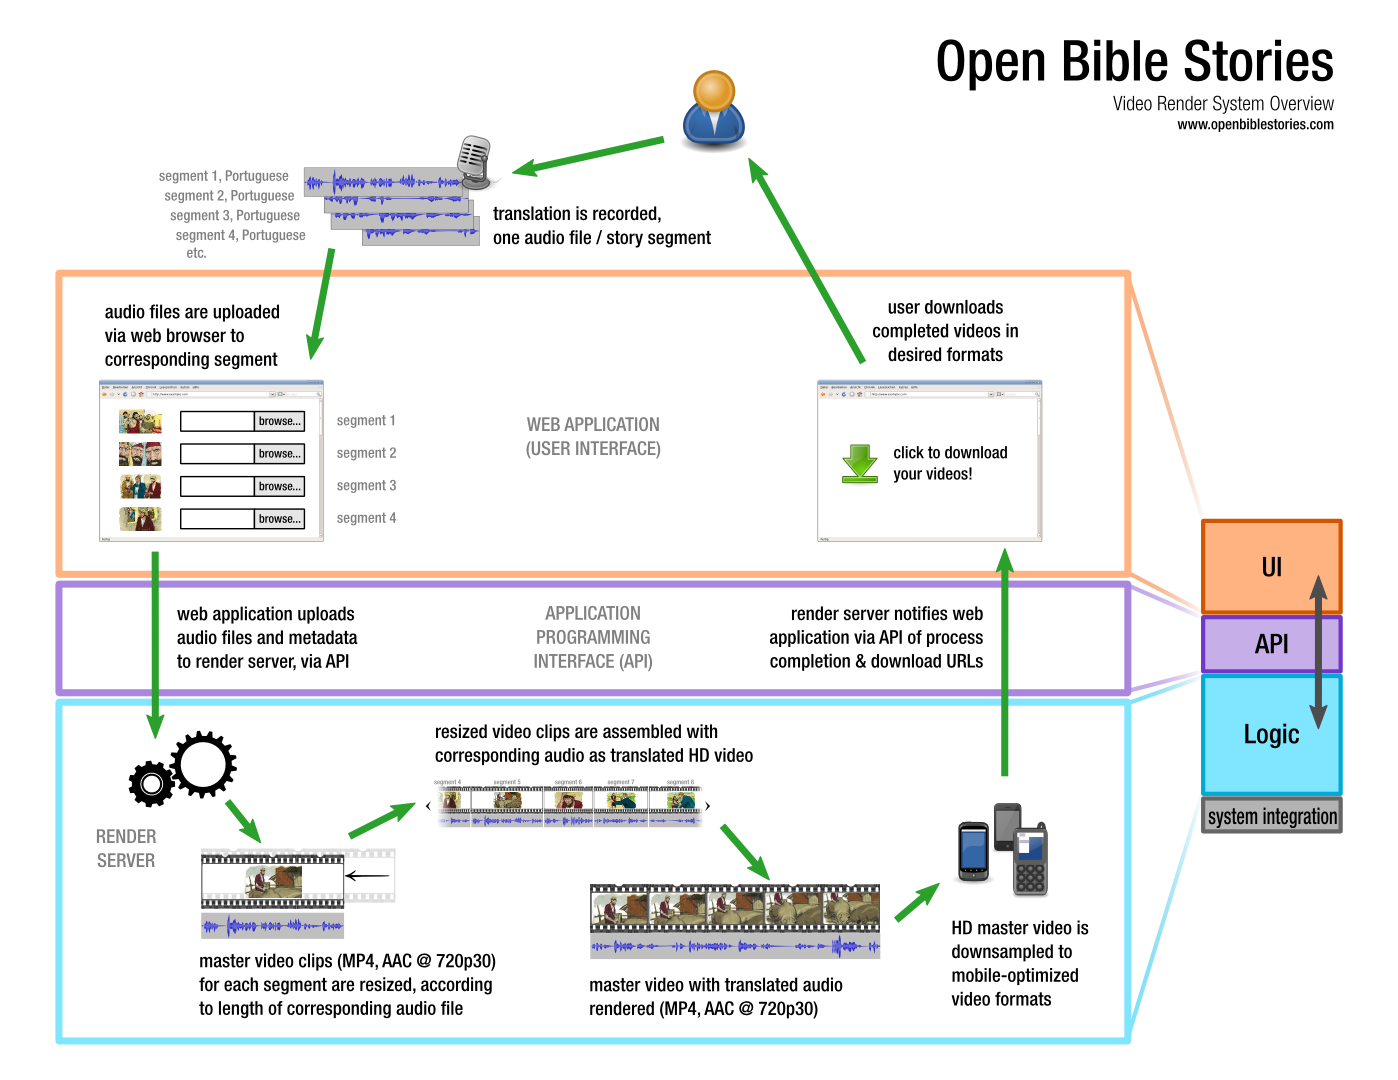 Open Bible Stories
Video Render System Overview
www.openbiblestories.com
segment 1, Portuguese
segment 2, Portuguese
segment 3, Portuguese
segment 4, Portuguese
etc.
translation is recorded,
one audio file / story segment
audio files are uploaded
via web browser to
corresponding segment
browse...
segment 1
browse...
segment 2
browse...
segment 3
browse...
segment 4
WEB APPLICATION
(USER INTERFACE)
user downloads
completed videos in
desired formats
click to download
your videos!
web application uploads
audio files and metadata
to render server, via API
APPLICATION
PROGRAMMING
INTERFACE (API)
render server notifies web
application via API of process
completion & download URLs
UI
API
Logic
system integration
RENDER
SERVER
resized video clips are assembled with
corresponding audio as translated HD video
segment 4
segment 5
segment 6
segment 7
segment 8
master video clips (MP4, AAC @ 720p30)
for each segment are resized, according
to length of corresponding audio file
master video with translated audio
rendered (MP4, AAC @ 720p30)
HD master video is
downsampled to
mobile-optimized
video formats